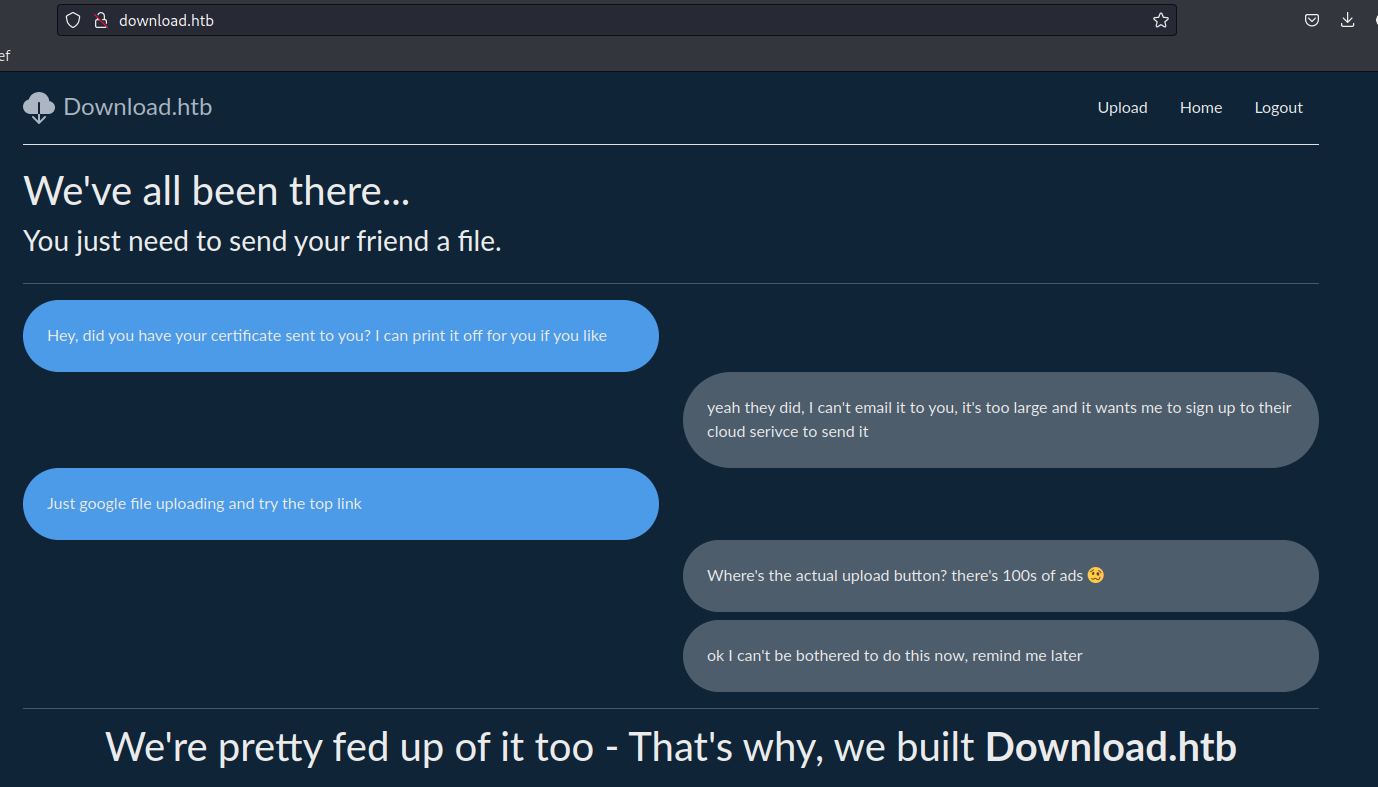 download.htb
ef
Download.htb
Upload Home Logout
We've all been there...
You just need to send your friend a file.
Hey, did you have your certificate sent to you? I can print it off for you if you like
yeah they did, I can't email it to you, it's too large and it wants me to sign up to their
cloud serivce to send it
Just google file uploading and try the top link
Where's the actual upload button? there's 100s of ads 🥴
ok I can't be bothered to do this now, remind me later
We're pretty fed up of it too - That's why, we built Download.htb